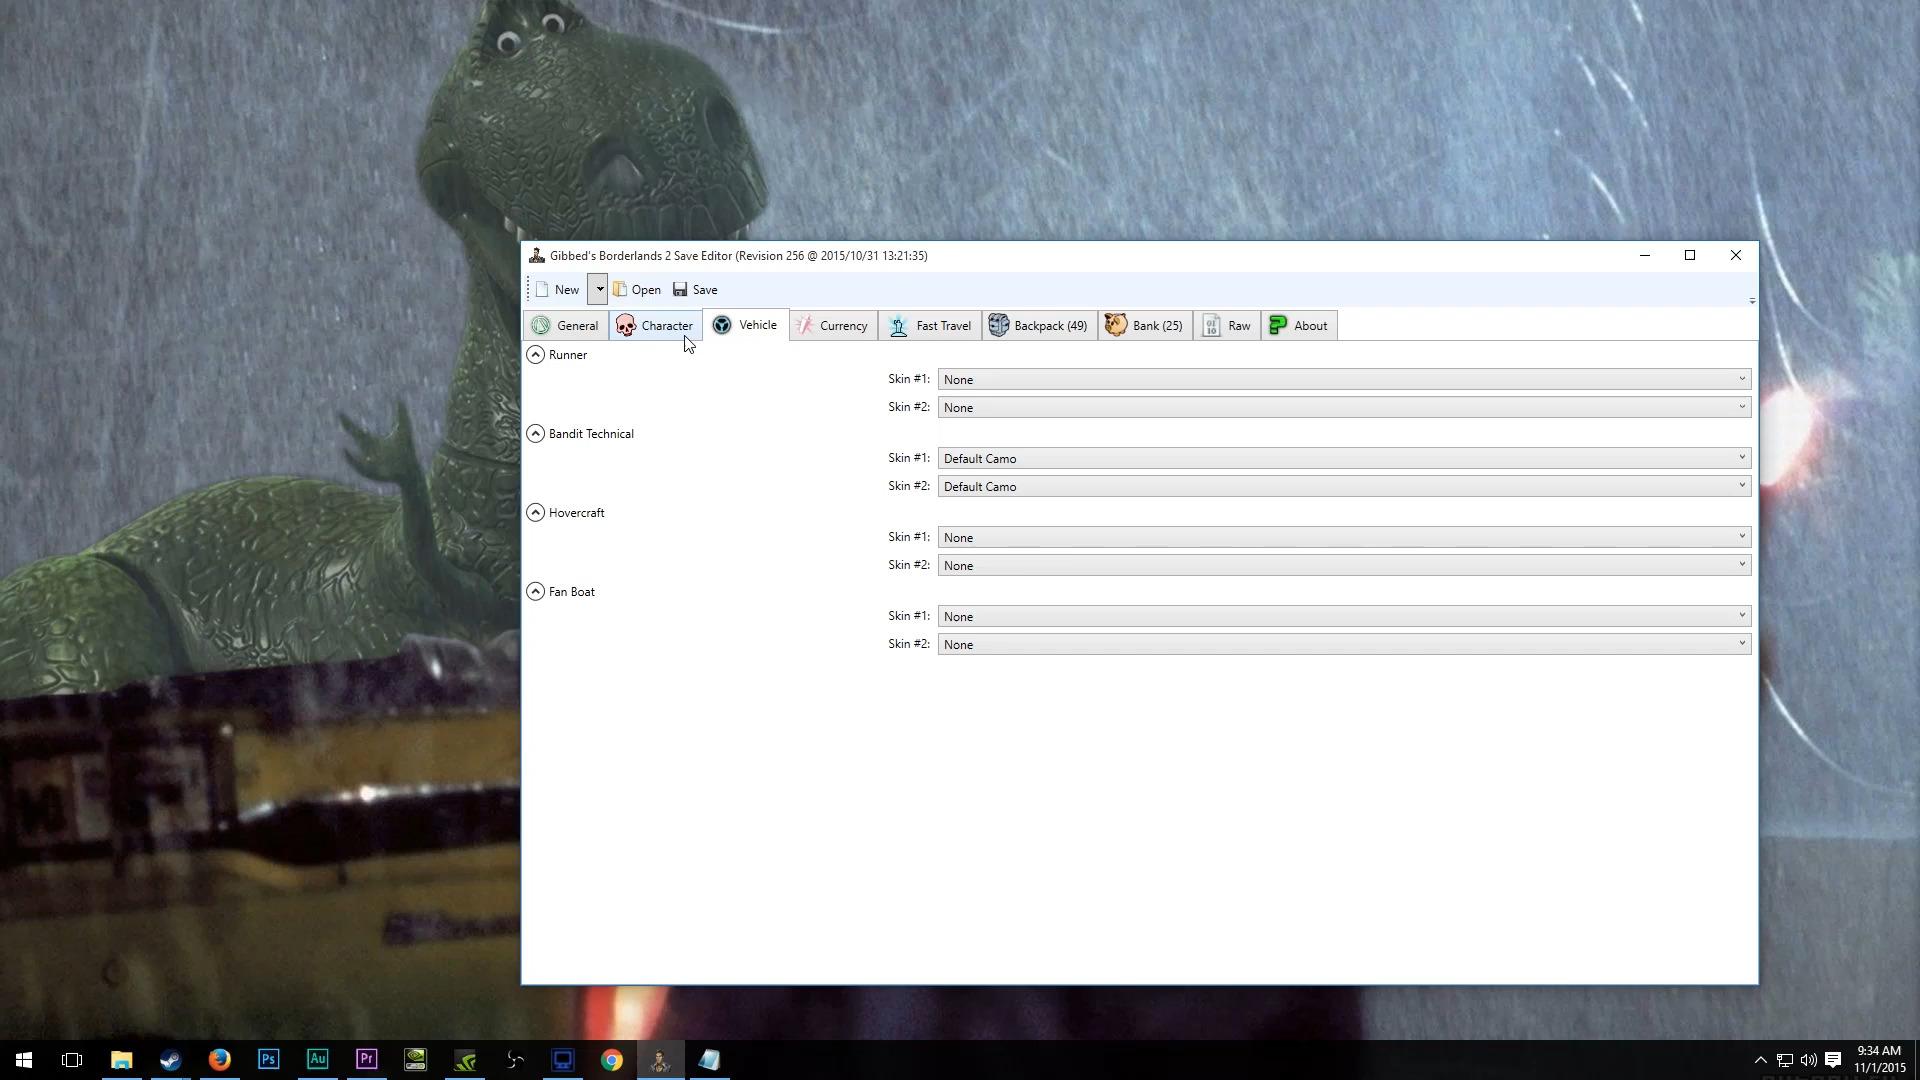 Gibbed's Borderlands 2 Save Editor (Revision 256 @ 2015/10/31 13:21:35)
New Open Save
General Character Vehicle Currency Fast Travel Backpack (49) Bank (25) Raw About
Runner
Skin #1: None
Skin #2: None
Bandit Technical
Skin #1: Default Camo
Skin #2: Default Camo
Hovercraft
Skin #1: None
Skin #2: None
Fan Boat
Skin #1: None
Skin #2: None
Ps Au Pr
9:34 AM
11/1/2015